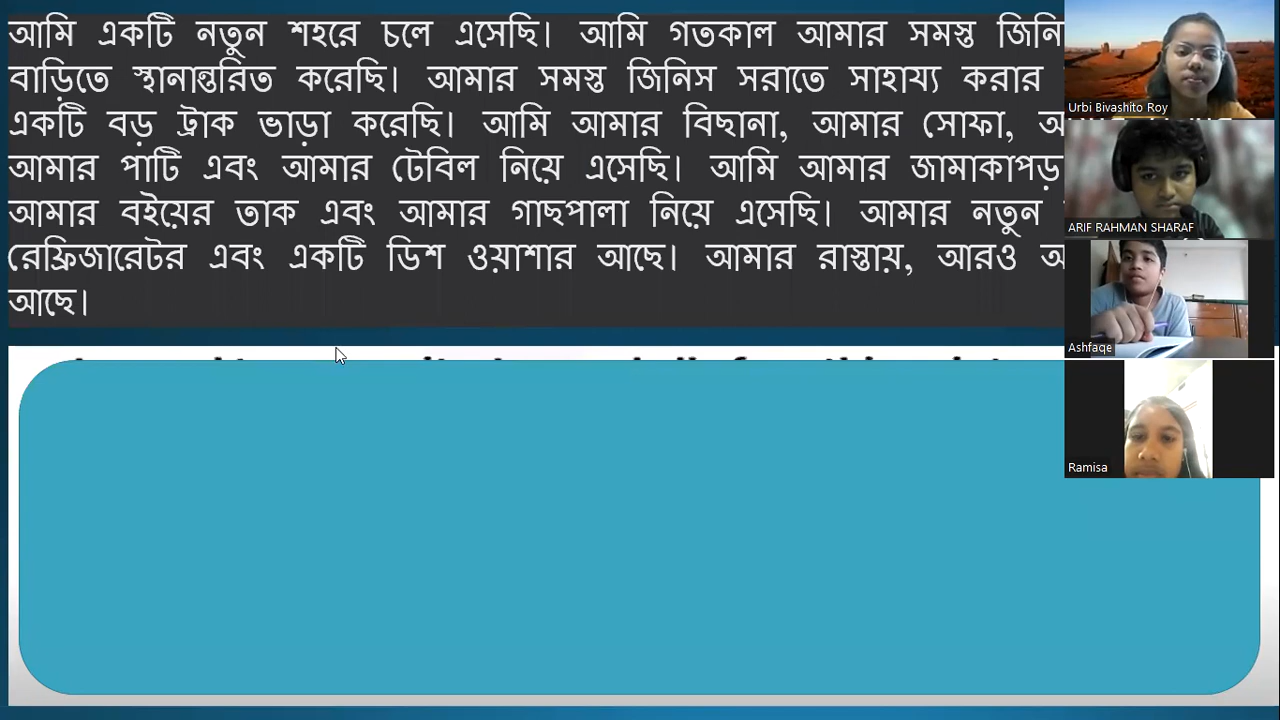 আমি একটি নতুন শহরে চলে এসেছি। আমি গতকাল আমার সমস্ত
বাড়িতে স্থানান্তরিত করেছি। আমার সমস্ত জিনিস সরাতে সাহায্য করার
একটি বড় ট্রাক ভাড়া করেছি। আমি আমার বিছানা, আমার সোফা,
আমার পাটি এবং আমার টেবিল নিয়ে এসেছি। আমি আমার জামাকাপড়
আমার বইয়ের তাক এবং আমার গাছপালা নিয়ে এসেছি। আমার নতুন
রেফ্রিজারেটর এবং একটি ডিশ ওয়াশার আছে। আমার রাস্তায়, আরও
আছে।
Urbi Bivashito Roy
ARIF RAHMAN SHARAF
Ashfaqe
Ramisa